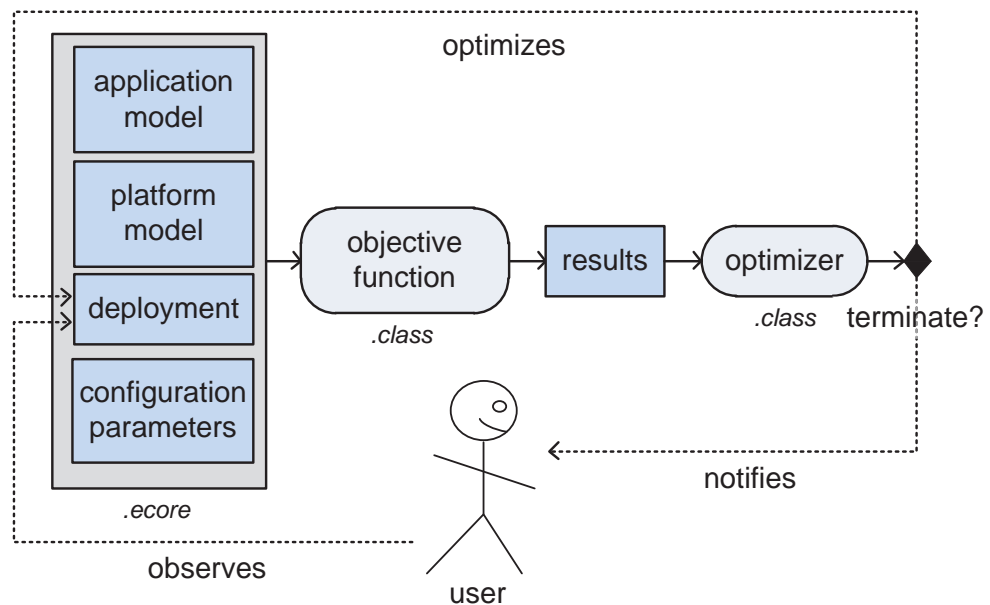 optimizes
application
model
platform
model
deployment
configuration
parameters
.ecore
objective
function
.class
results
optimizer
.class
terminate?
notifies
observes
user